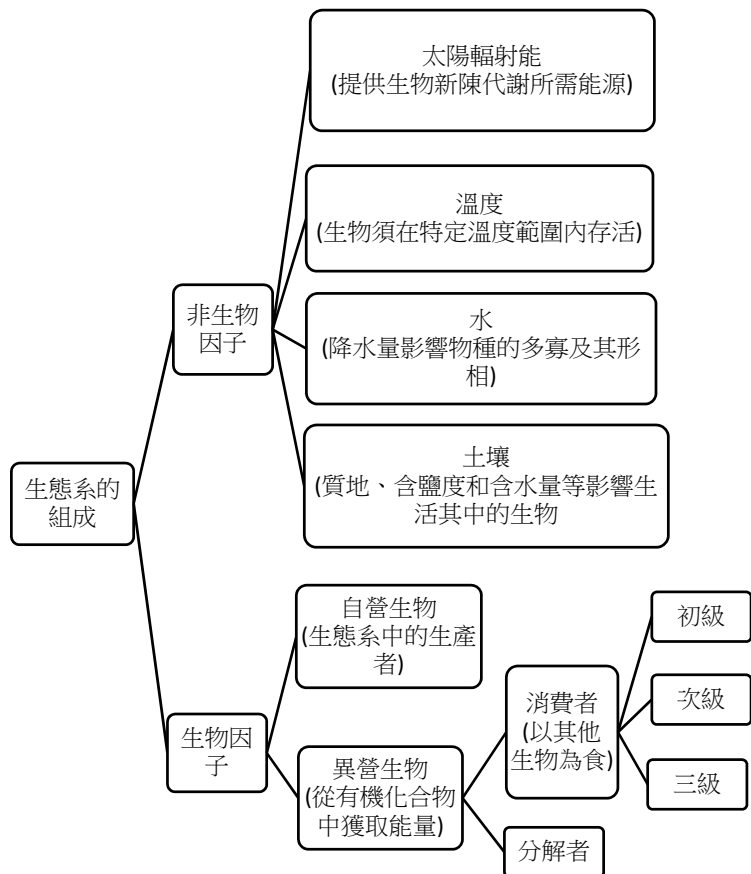 太陽輻射能
(提供生物新陳代謝所需能源)
溫度
(生物須在特定溫度範圍內存活)
非生物
因子
水
(降水量影響物種的多寡及其形
相)
土壤
(質地、含鹽度和含水量等影響生
活其中的生物
生態系的
組成
自營生物
(生態系中的生產
者)
初級
消費者
(以其他
生物為食)
次級
生物因
子
異營生物
(從有機化合物
中獲取能量)
三級
分解者